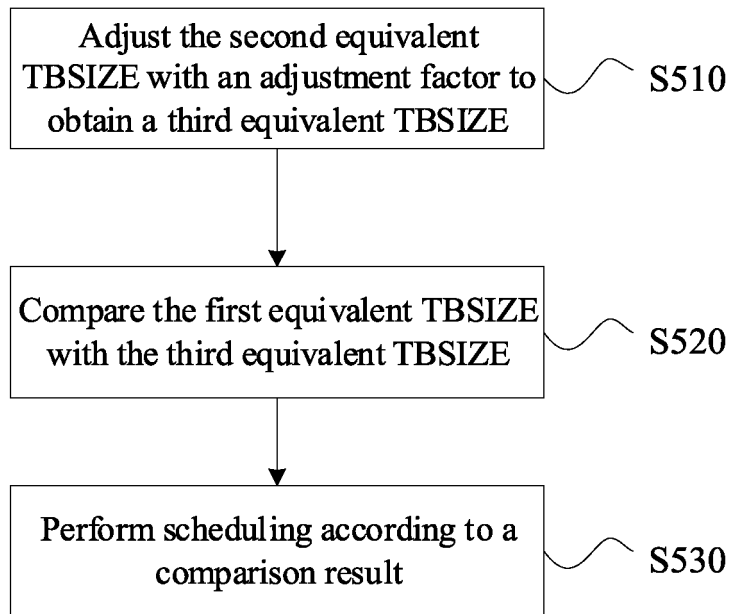 Adjust the second equivalent
TBSIZE with an adjustment factor to
obtain a third equivalent TBSIZE
S510
Compare the first equivalent TBSIZE
with the third equivalent TBSIZE
S520
Perform scheduling according to a
comparison result
S530